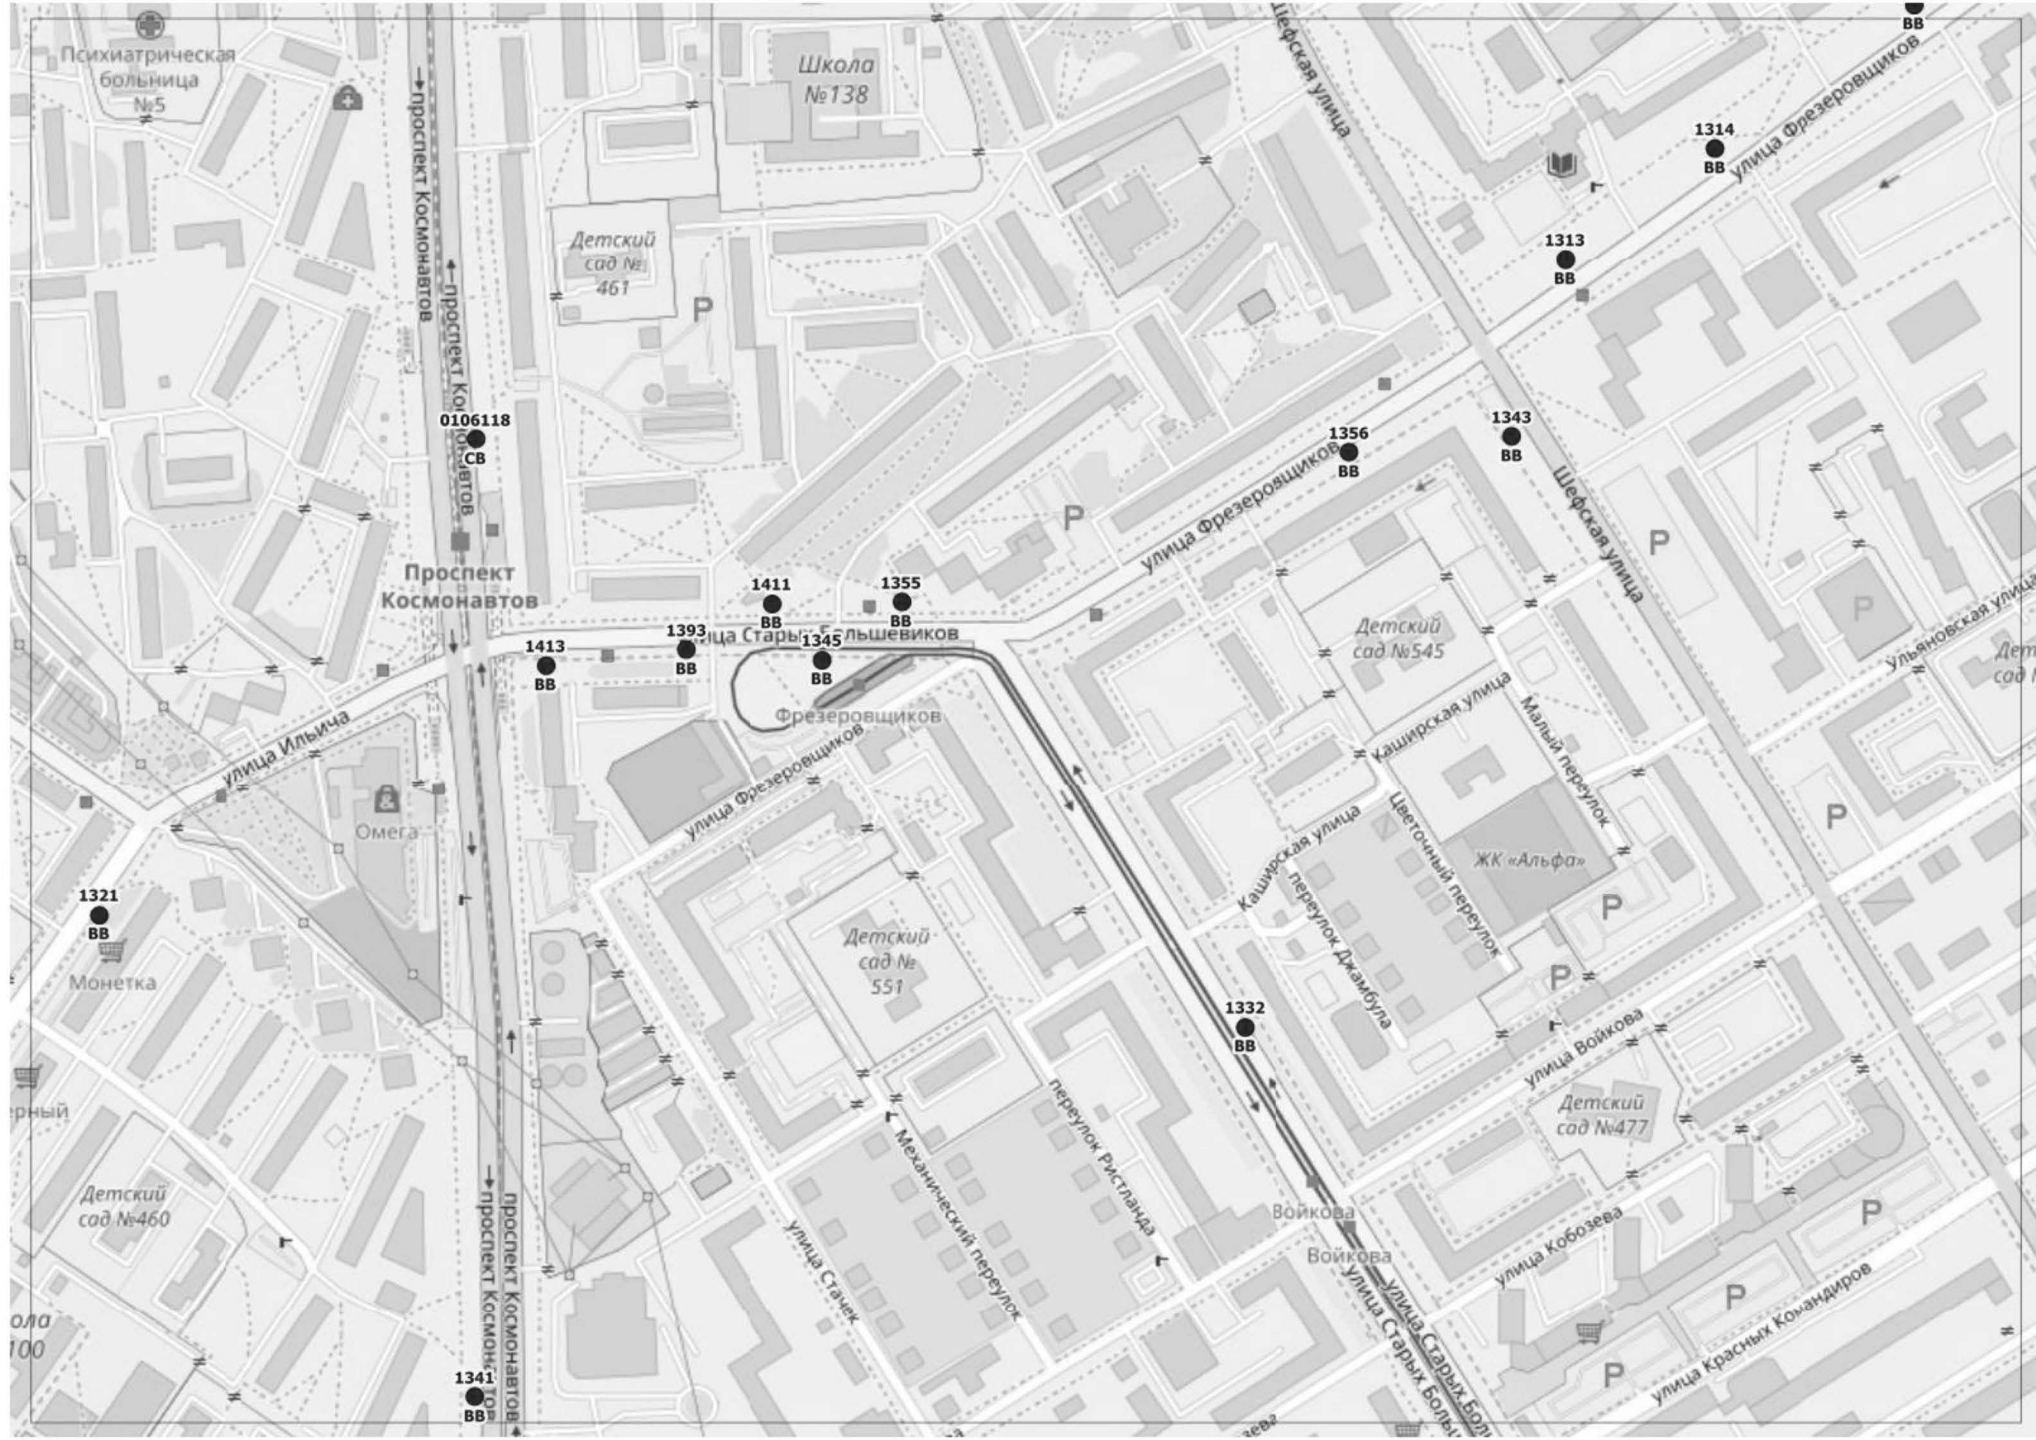 Психиатрическая
больница
№5
проспект Космонавтов
Школа
№138
Шефская улица
ВВ
улица Фрезеровщиков
1314
ВВ
1313
ВВ
Детский
сад №
461
P
проспект Космонавтов
0106118
СВ
1356
ВВ
1343
ВВ
улица Фрезеровщиков
Шефская улица
P
P
P
Проспект
Космонавтов
1411
ВВ
1355
ВВ
1393
ВВ
1345
ВВ
1413
ВВ
Старых Большевиков
Фрезеровщиков
улица Фрезеровщиков
Детский
сад №545
ульяновская улица
Каширская улица
Малый переулок
улица Ильича
Омега
Каширская улица
Цветочный переулок
ЖК «Альфа»
P
P
P
переулок Джамбула
1321
ВВ
Монетка
Детский
сад №
551
1332
ВВ
улица Войкова
Детский
сад №477
переулок Ристланда
Механический переулок
улица Стачек
Детский
сад №460
проспект Космонавтов
проспект Космонавтов
Войкова
Войкова
улица Кобозева
P
P
P
улица Красных Командиров
улица Старых
улица Старых
100
1341
ВВ